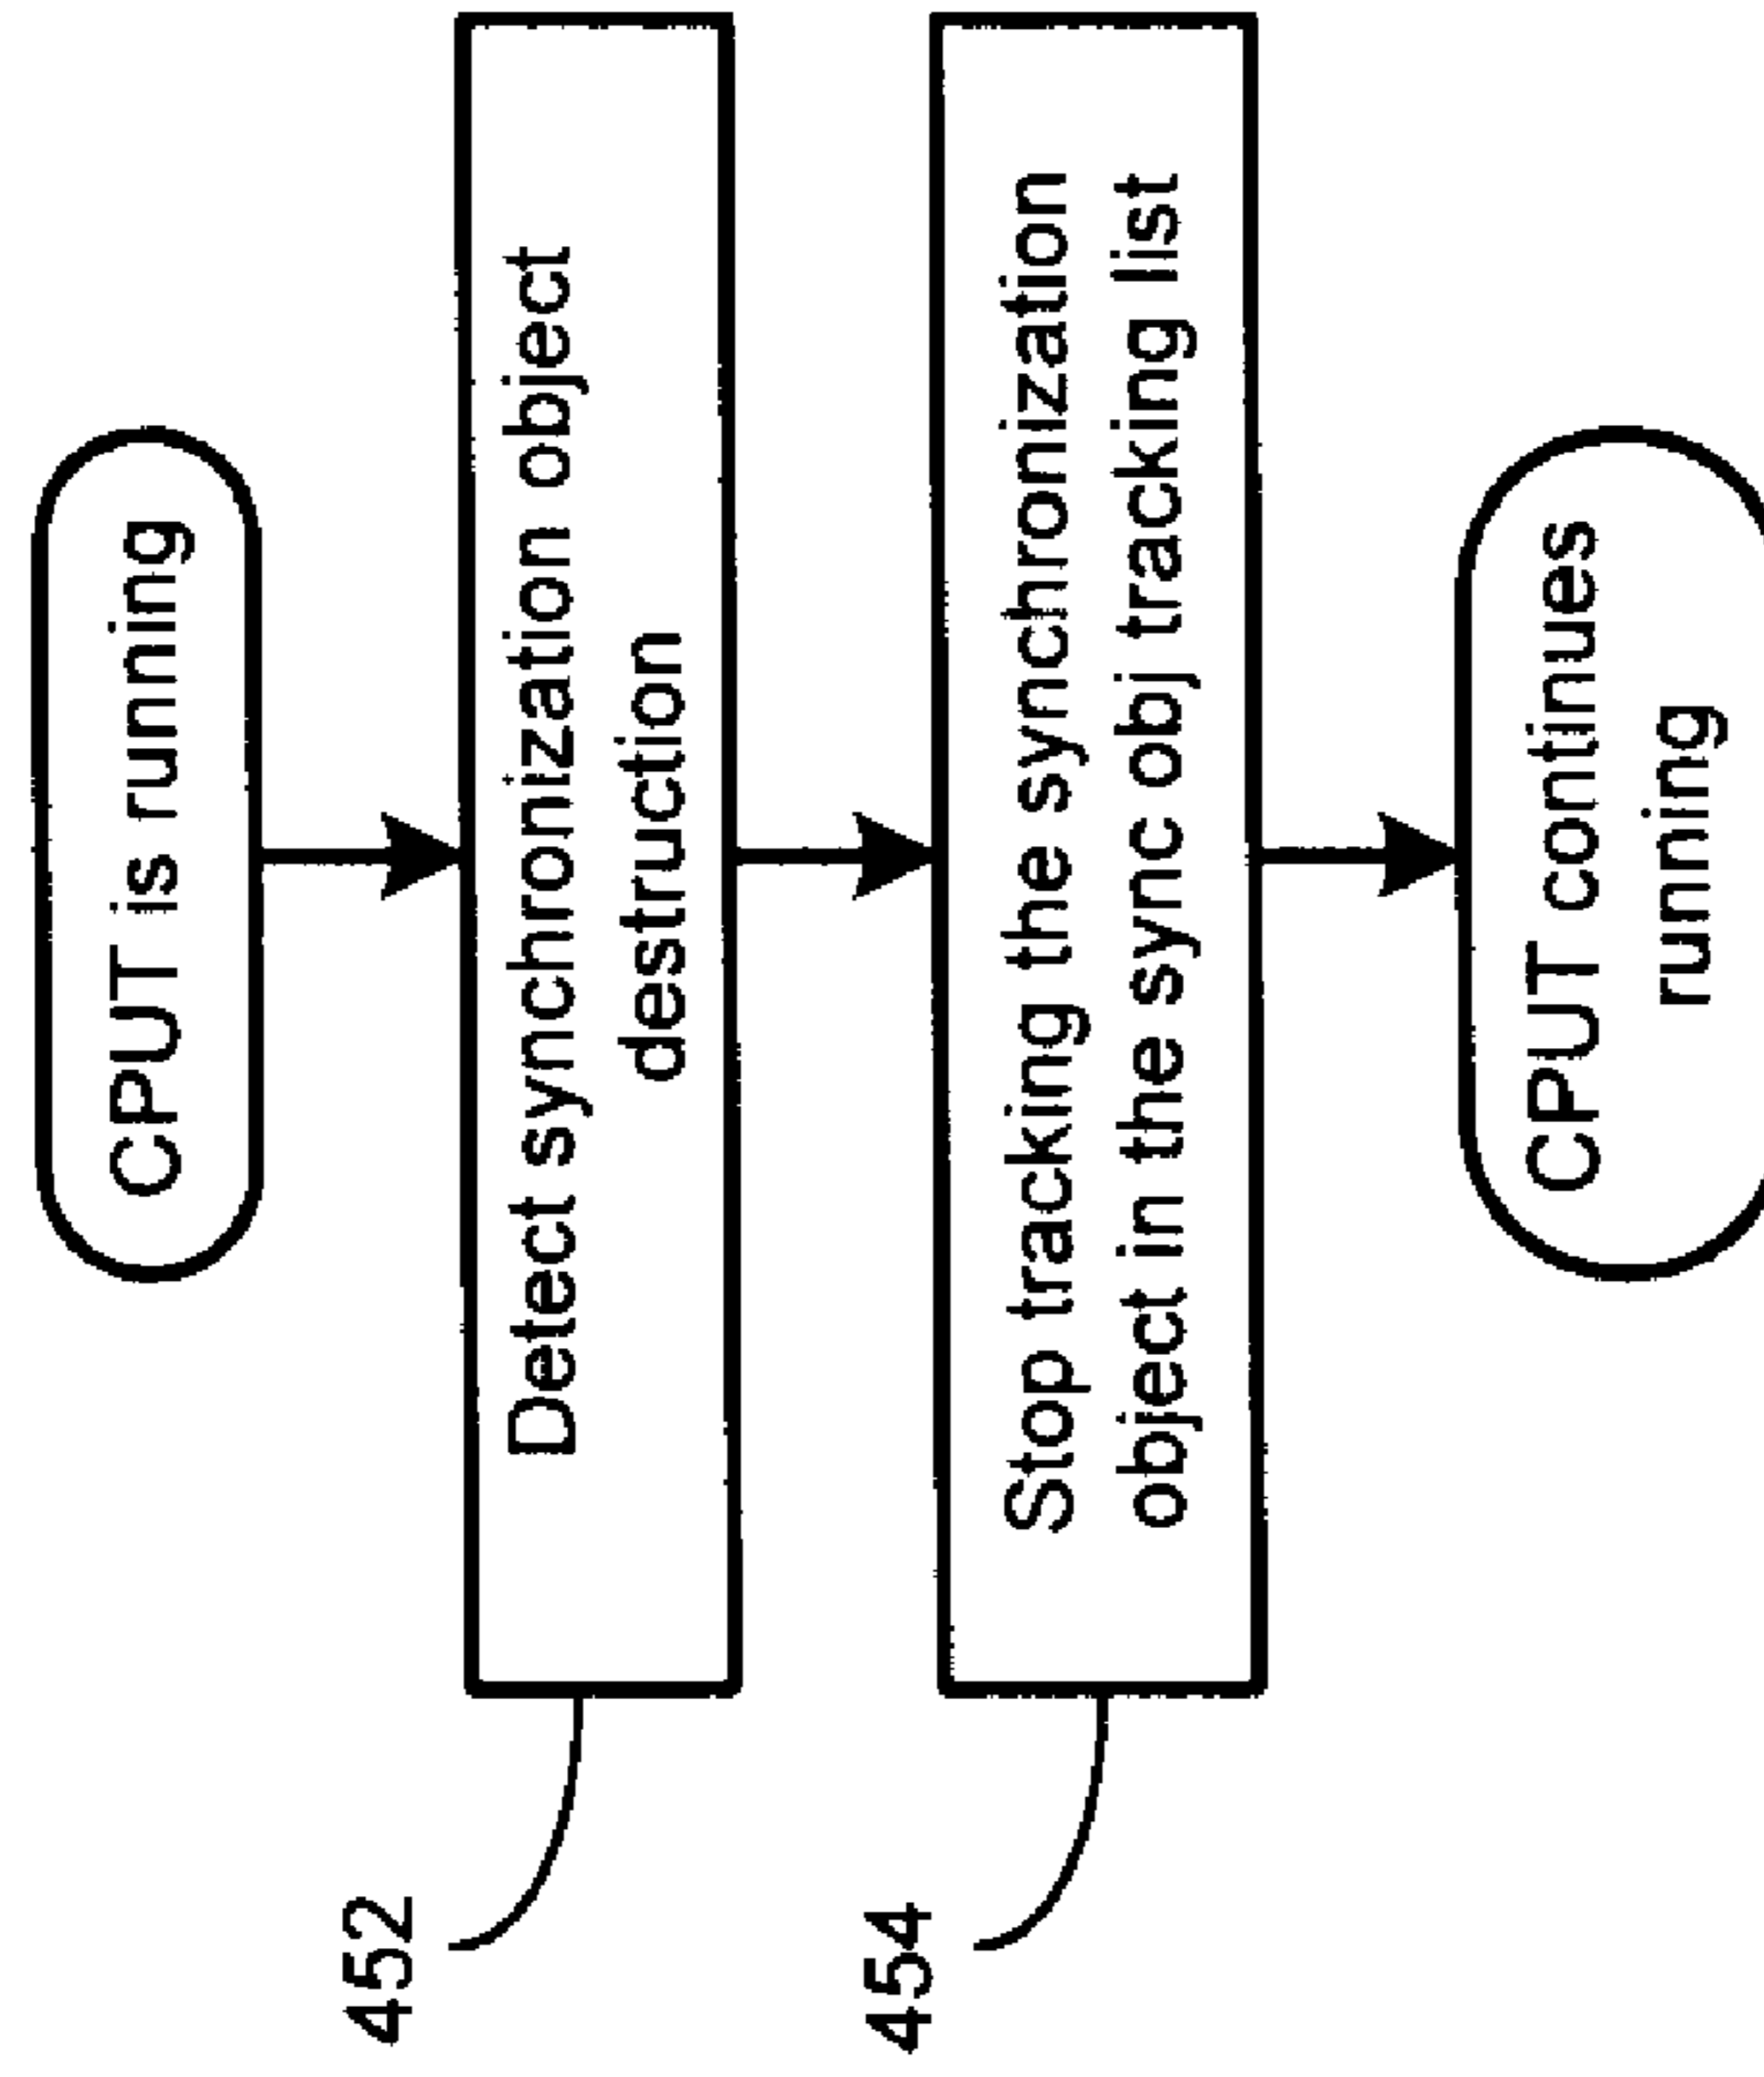 CPUT is running
452
Detect synchronization object
destruction
454
Stop tracking the synchronization
object in the sync obj tracking list
CPUT continues
running